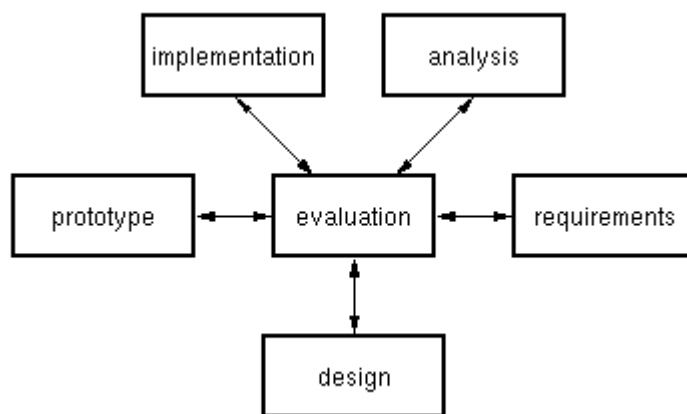 implementation
analysis
prototype
evaluation
requirements
design